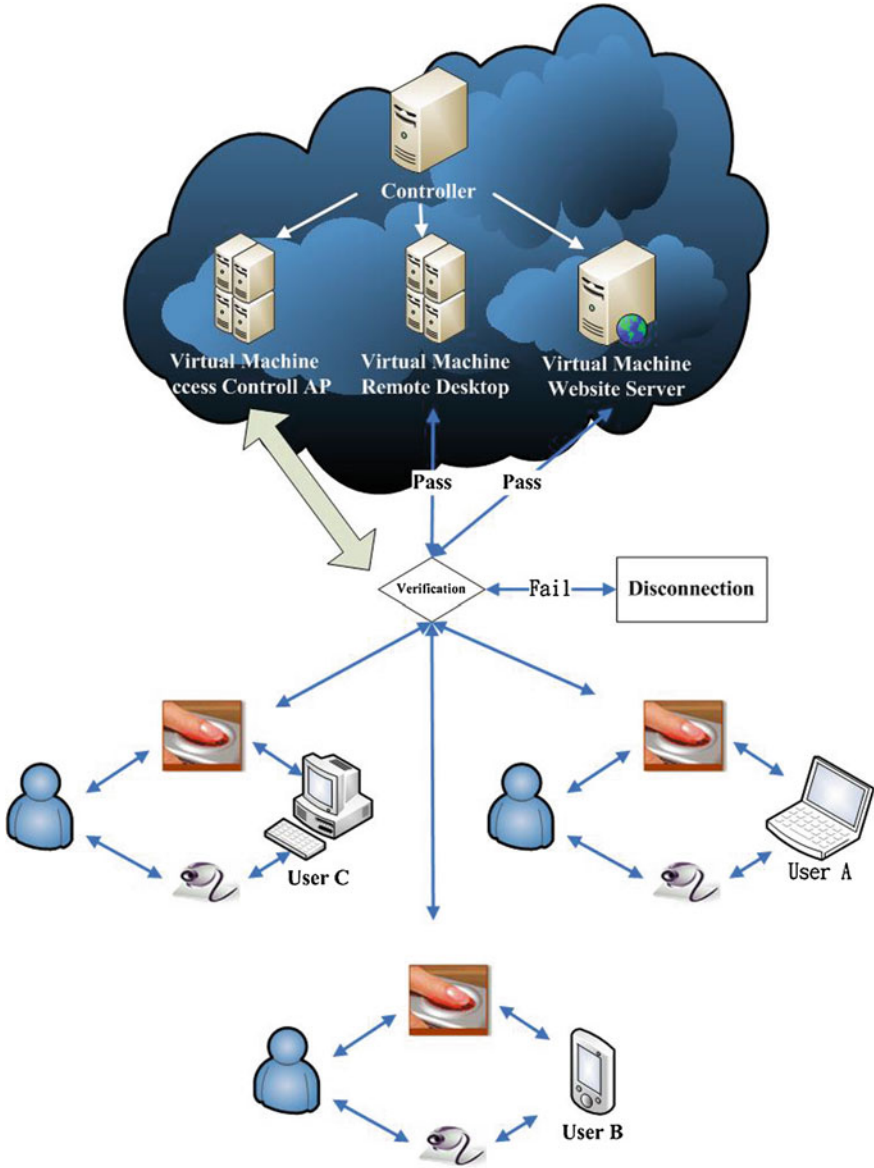 Controller
Virtual Machine
ccess Controll AP
Virtual Machine
Remote Desktop
Virtual Machine
Website Server
Pass
Pass
Verification
Fail
Disconnection
User C
User A
User B